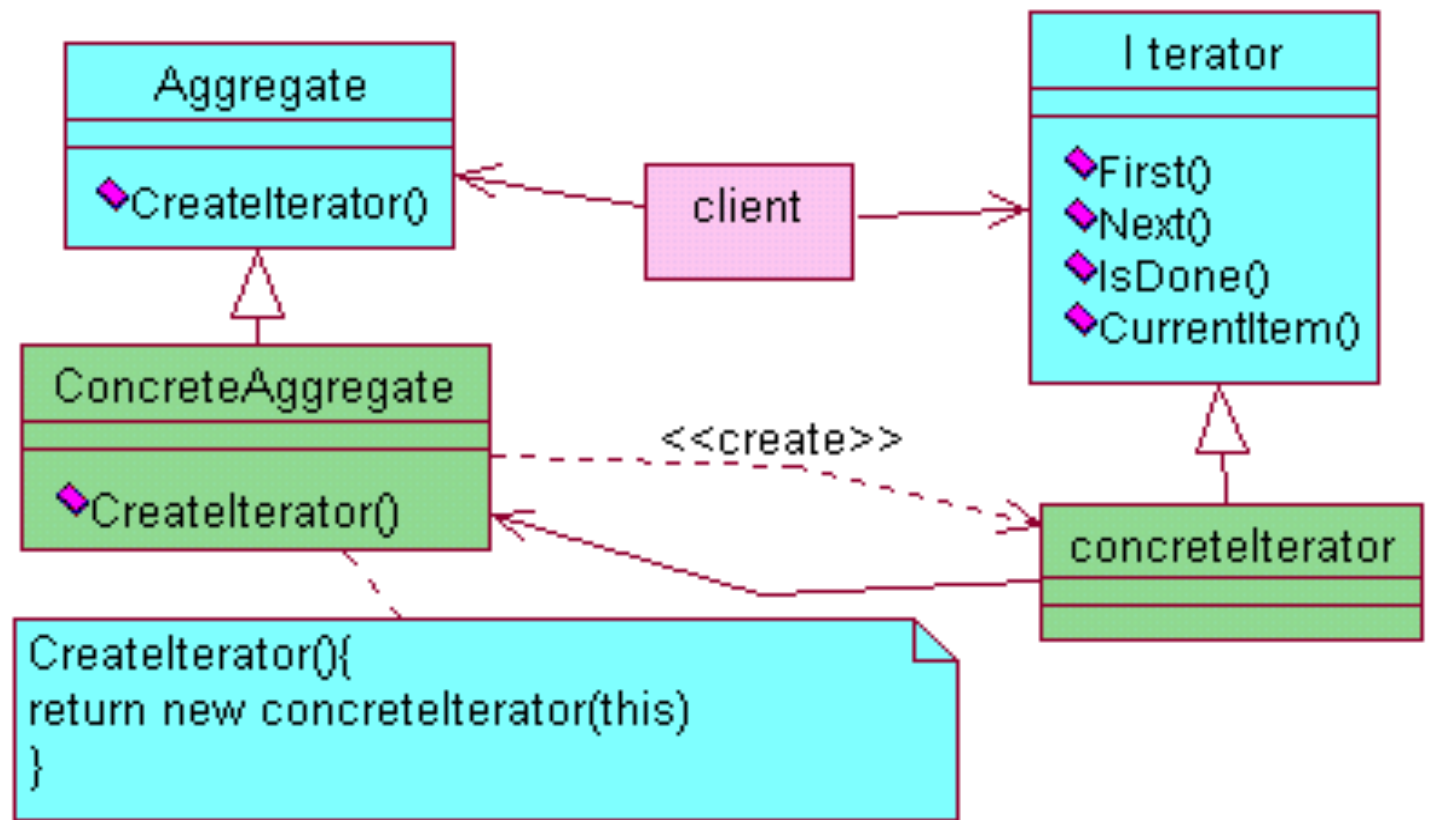 Aggregate
CreateIterator()
client
I terator
First()
Next()
IsDone()
CurrentItem()
ConcreteAggregate
CreateIterator()
<<create>>
concreteIterator
CreateIterator(){
return new concreteIterator(this)
}